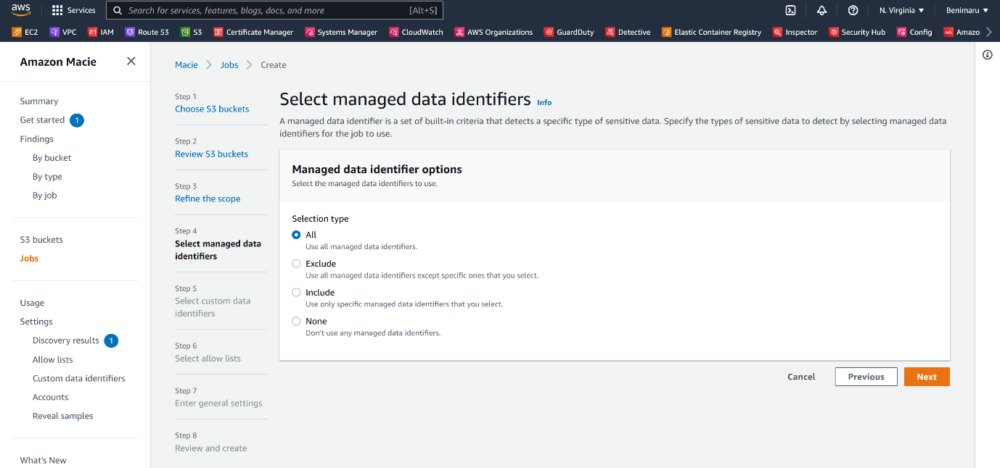 aws
Services
Search for services, features, blogs, docs, and more
[Alt+S]
N. Virginia
Benimaru
EC2
VPC
IAM
Route 53
S3
Certificate Manager
Systems Manager
CloudWatch
AWS Organizations
GuardDuty
Detective
Elastic Container Registry
Inspector
Security Hub
Config
Amazo
Amazon Macie
Summary
Get started 1
Findings
By bucket
By type
By job
S3 buckets
Jobs
Usage
Settings
Discovery results 1
Allow lists
Custom data identifiers
Accounts
Reveal samples
What's New
Macie
Jobs
Create
Step 1
Choose S3 buckets
Step 2
Review S3 buckets
Step 3
Refine the scope
Step 4
Select managed data
identifiers
Step 5
Select custom data
identifiers
Step 6
Select allow lists
Step 7
Enter general settings
Step 8
Review and create
Select managed data identifiers Info
A managed data identifier is a set of built-in criteria that detects a specific type of sensitive data. Specify the types of sensitive data to detect by selecting managed data
identifiers for the job to use.
Managed data identifier options
Select the managed data identifiers to use.
Selection type
All
Use all managed data identifiers.
Exclude
Use all managed data identifiers except specific ones that you select.
Include
Use only specific managed data identifiers that you select.
None
Don't use any managed data identifiers.
Cancel
Previous
Next